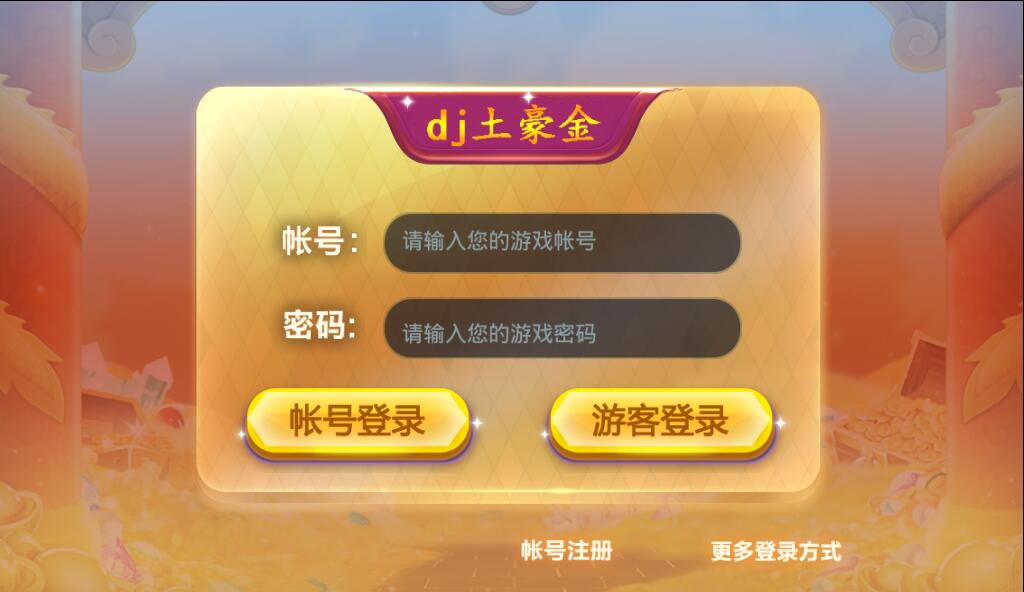 dj土豪金
帐号：
请输入您的游戏帐号
密码：
请输入您的游戏密码
帐号登录
游客登录
帐号注册
更多登录方式